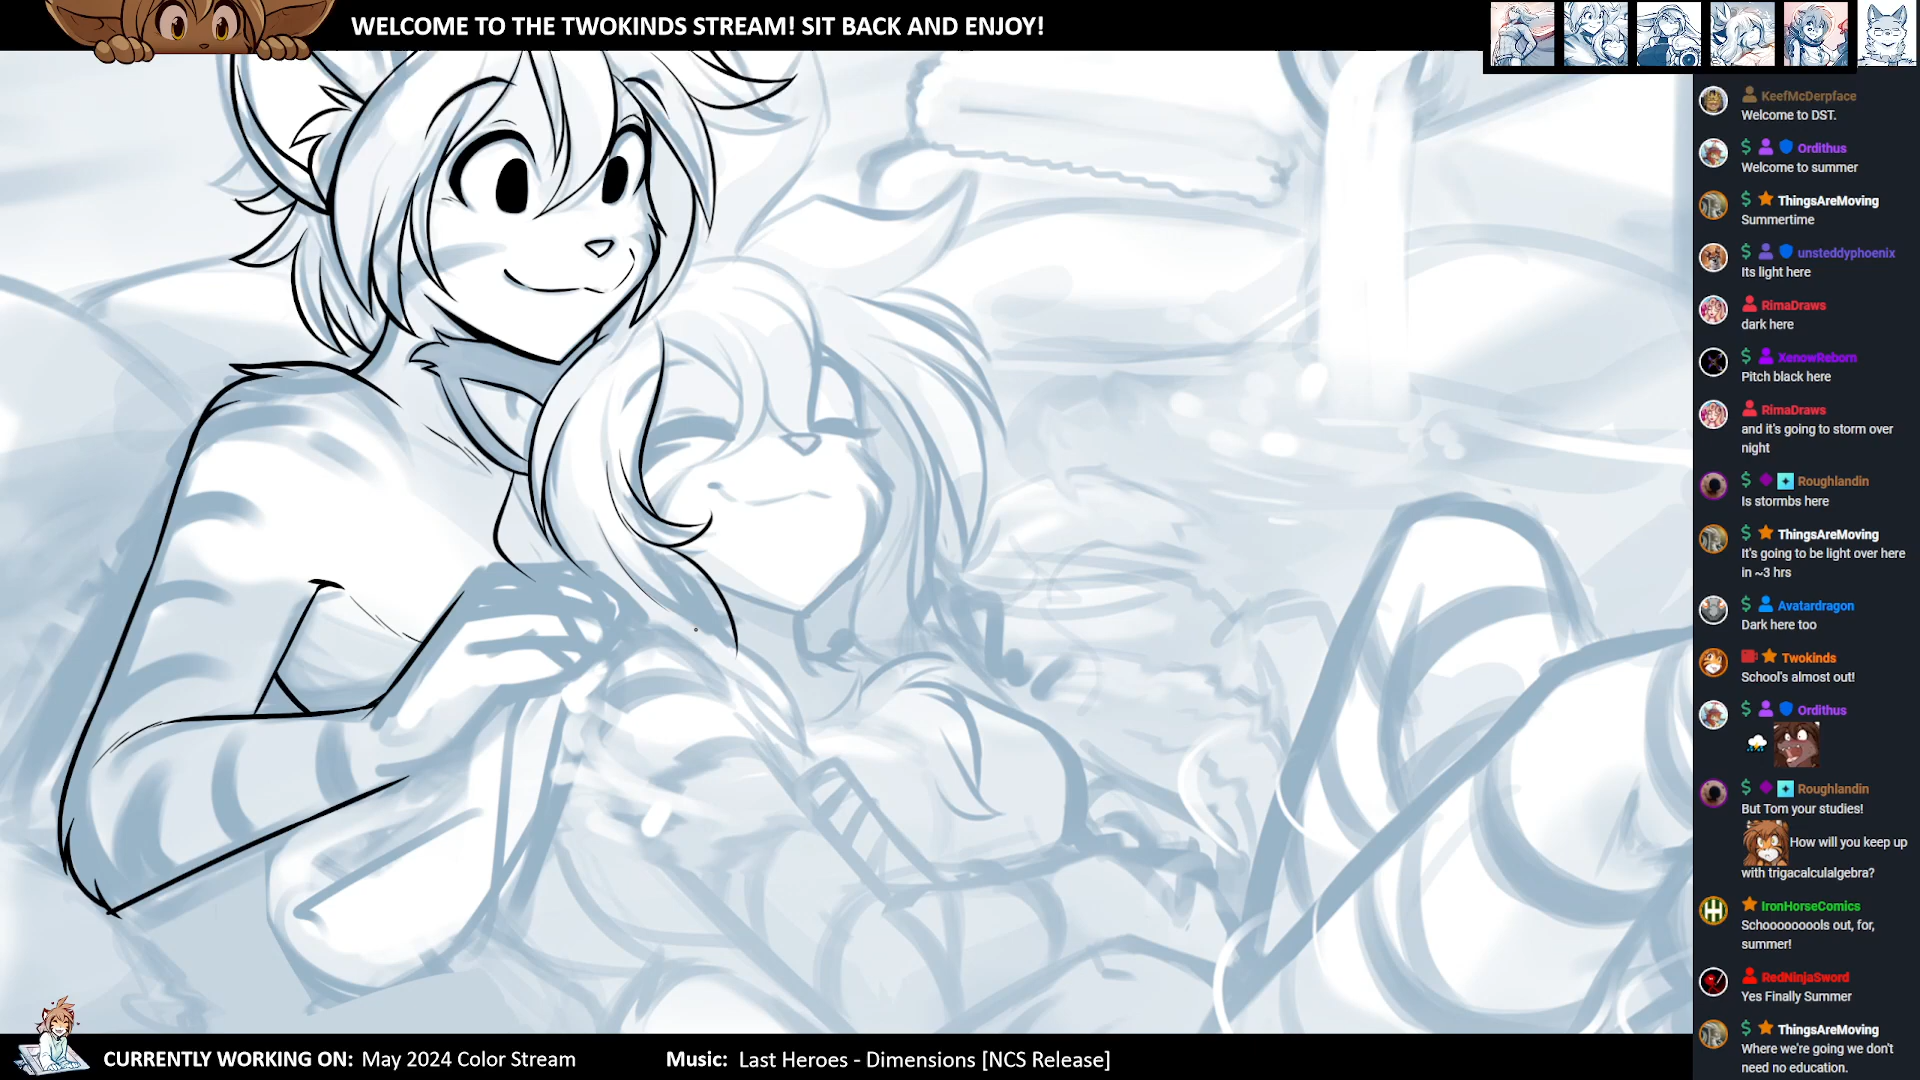 WELCOME TO THE TWOKINDS STREAM! SIT BACK AND ENJOY!
KeefMcDerpface
Welcome to DST.
$ Ordithus
Welcome to summer
$ ThingsAreMoving
Summertime
$ unsteddyphoenix
Its light here
RimaDraws
dark here
$ XenowReborn
Pitch black here
RimaDraws
and it's going to storm over
night
$ Roughlandin
Is stormbs here
$ ThingsAreMoving
It's going to be light over here
in ~3 hrs
$ Avatardragon
Dark here too
Twokinds
School's almost out!
$ Ordithus
$ Roughlandin
But Tom your studies!
How will you keep up
with trigacalculalgebra?
IronHorseComics
Schooooooools out, for,
summer!
RedNinjaSword
Yes Finally Summer
$ ThingsAreMoving
Where we're going we don't
need no education.
CURRENTLY WORKING ON: May 2024 Color Stream
Music: Last Heroes - Dimensions [NCS Release]